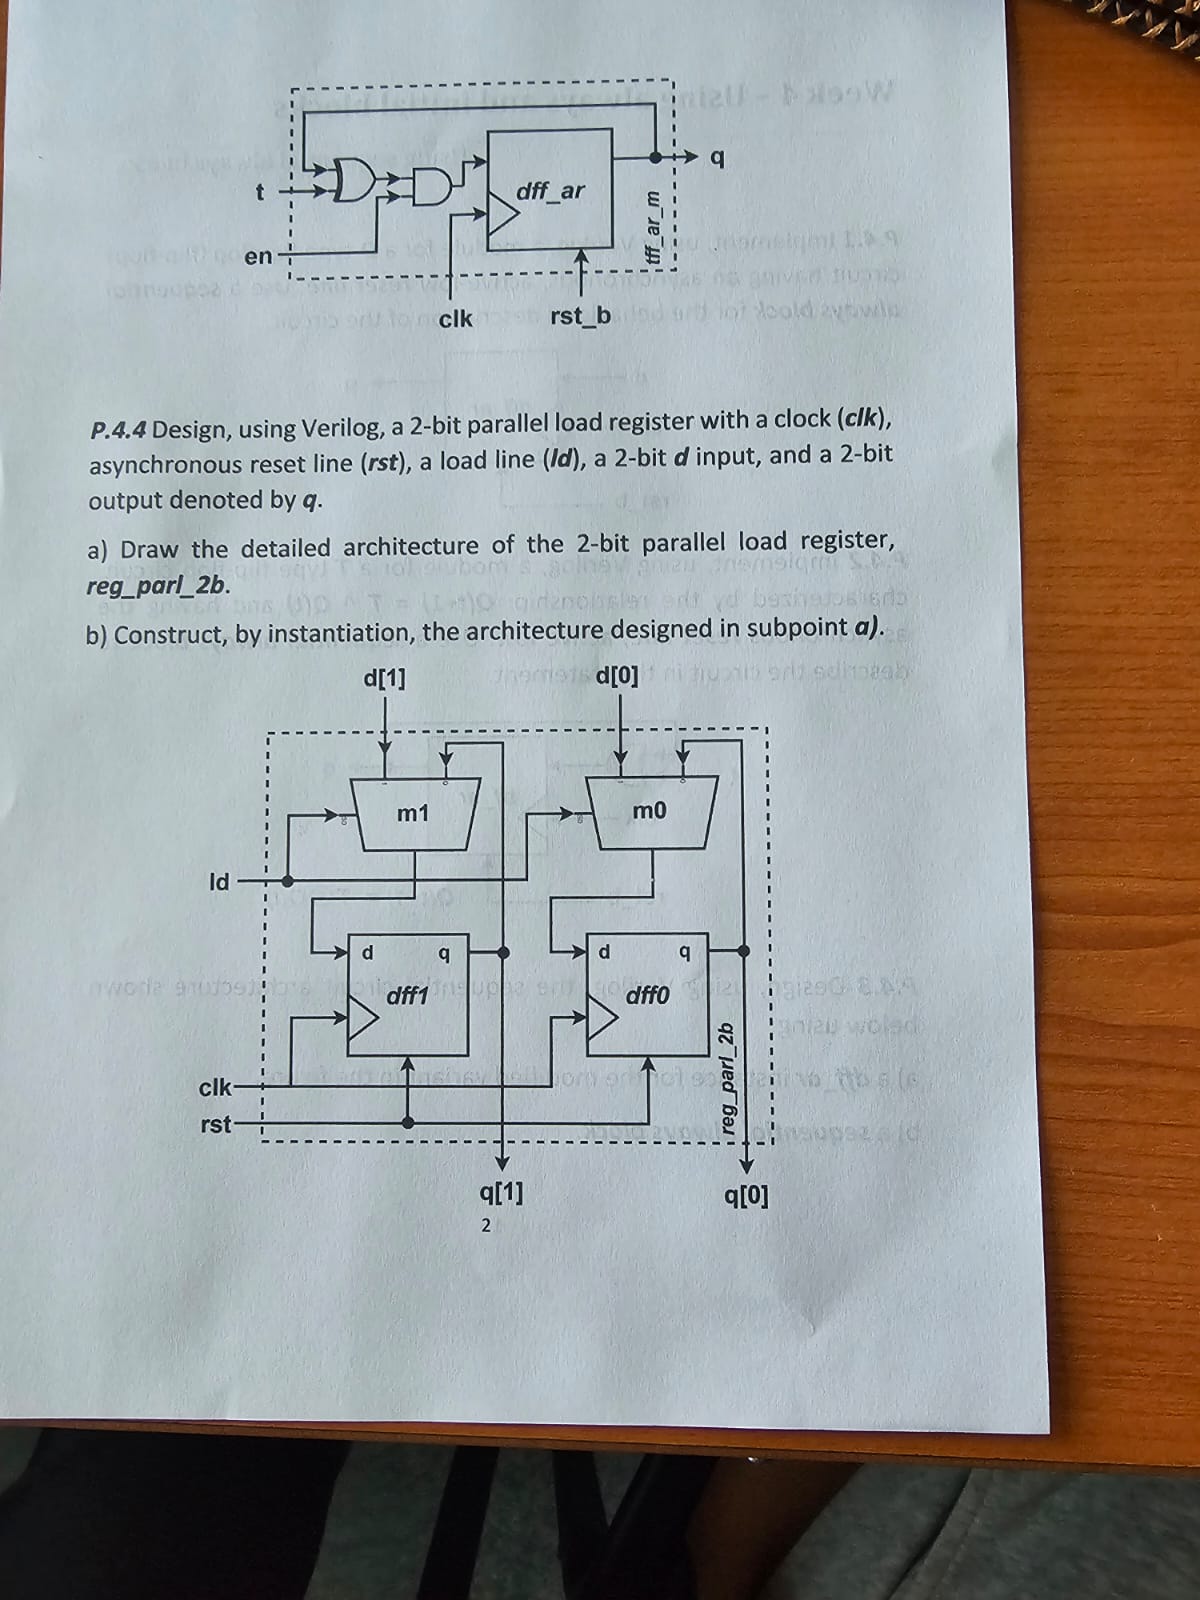 t
en
dff_ar
tff_ar_m
q
clk
rst_b
P.4.4 Design, using Verilog, a 2-bit parallel load register with a clock (clk),
asynchronous reset line (rst), a load line (ld), a 2-bit d input, and a 2-bit
output denoted by q.
a) Draw the detailed architecture of the 2-bit parallel load register,
reg_parl_2b.
b) Construct, by instantiation, the architecture designed in subpoint a).
d[1]
d[0]
m1
m0
ld
d
q
d
q
dff1
dff0
reg_parl_2b
clk
rst
q[1]
q[0]
2